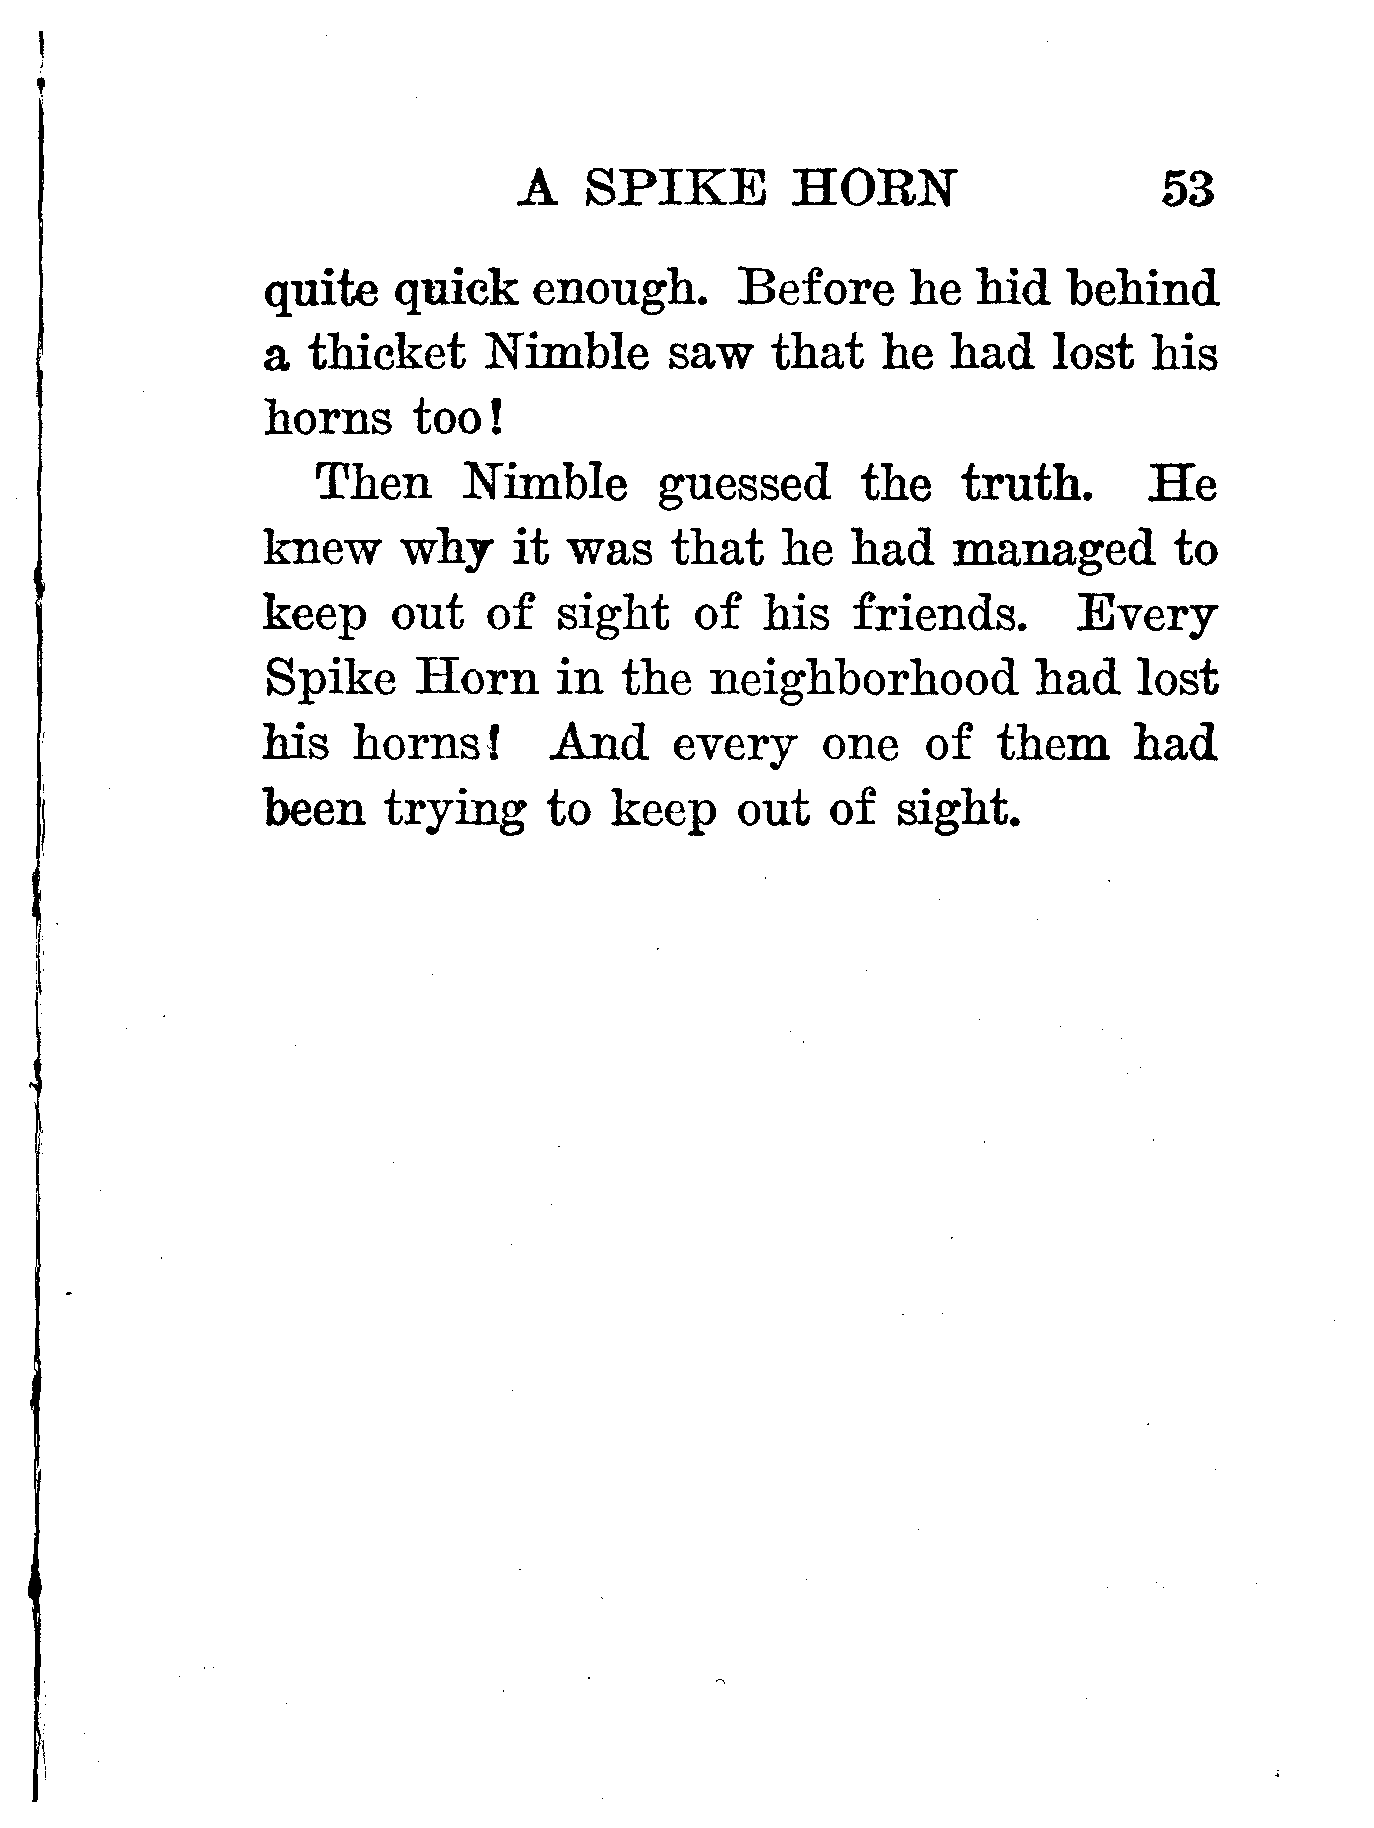 A SPIKE HORN 53
quite quick enough. Before he hid behind
a thicket Nimble saw that he had lost his
horns too!
Then Nimble guessed the truth. He
knew why it was that he had managed to
keep out of sight of his friends. Every
Spike Horn in the neighborhood had lost
his horns! And every one of them had
been trying to keep out of sight.